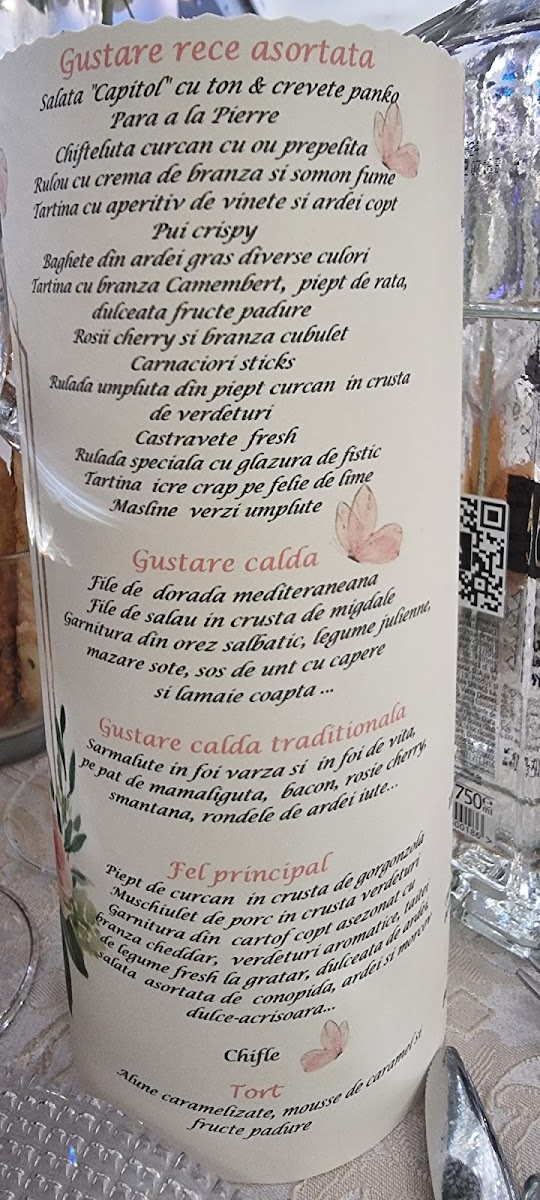 Gustare rece asortata
Salata "Capitol" cu ton & crevete panko
Para a la Pierre
Chifteluta curcan cu ou prepelita
Rulou cu crema de branza si somon fume
Tartina cu aperitiv de vinete si ardei copt
Pui crispy
Baghete din ardei gras diverse culori
Tartina cu branza Camembert, piept de rata,
dulceata fructe padure
Rosii cherry si branza cubulet
Carnaciori sticks
Rulada umpluta din piept curcan in crusta
de verdeturi
Castravete fresh
Rulada speciala cu glazura de fistic
Tartina icre crap pe felie de lime
Masline verzi umplute
Gustare calda
File de dorada mediteraneana
File de salau in crusta de migdale
Garnitura din orez salbatic, legume julienne,
mazare sote, sos de unt cu capere
si lamaie coapta ...
Gustare calda traditionala
Sarmalute in foi varza si in foi de vita,
pe pat de mamaliguta, bacon, rosie cherry,
smantana, rondele de ardei iute...
Fel principal
Piept de curcan in crusta de gorgonzola
Muschiulet de porc in crusta verdeturi
Garnitura din cartof copt asezonat cu
branza cheddar, verdeturi aromatice,
de legume fresh la gratar, dulceata de ardei,
salata asortata de conopida, ardei si morcov
dulce-acrisoara...
Chifle
Tort
Alune caramelizate, mousse de caramel si
fructe padure
750